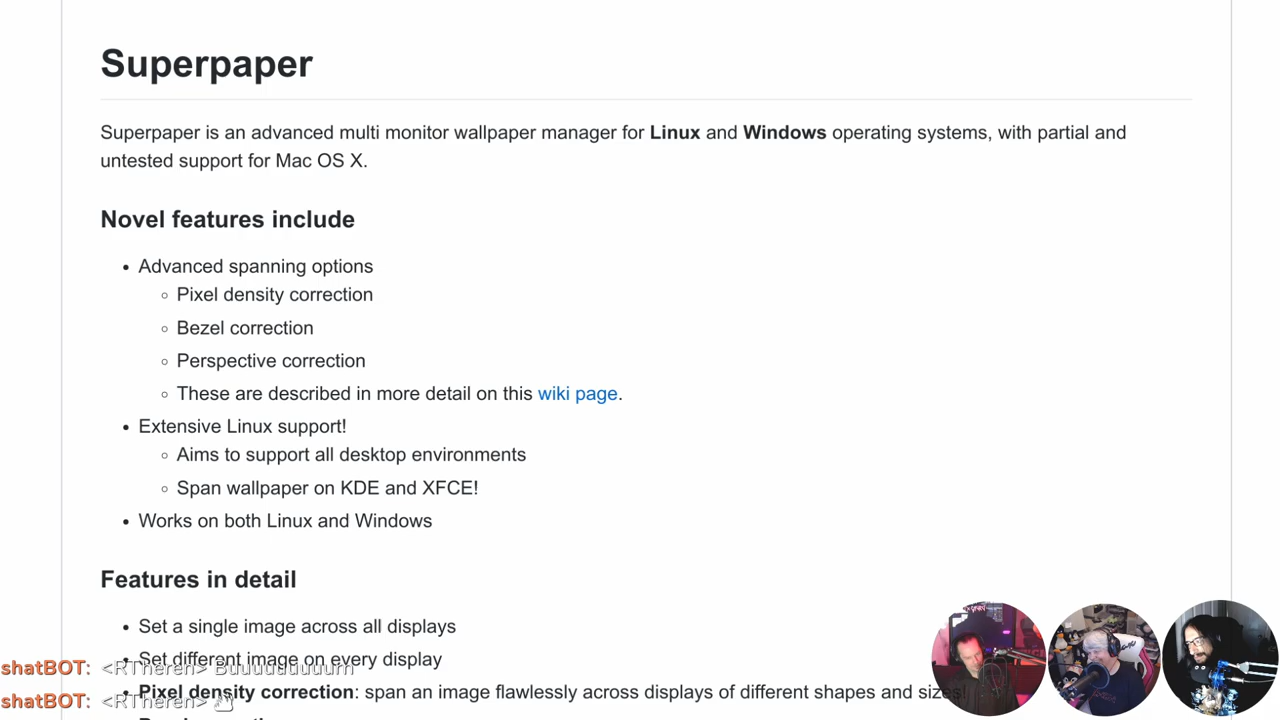 Superpaper
Superpaper is an advanced multi monitor wallpaper manager for Linux and Windows operating systems, with partial and
untested support for Mac OS X.
Novel features include
Advanced spanning options
Pixel density correction
Bezel correction
Perspective correction
These are described in more detail on this wiki page.
Extensive Linux support!
Aims to support all desktop environments
Span wallpaper on KDE and XFCE!
Works on both Linux and Windows
Features in detail
Set a single image across all displays
Set different image on every display
shatBOT: <RTheren>
Pixel density correction: span an image flawlessly across displays of different shapes and sizes!
shatBOT: <RTheren>